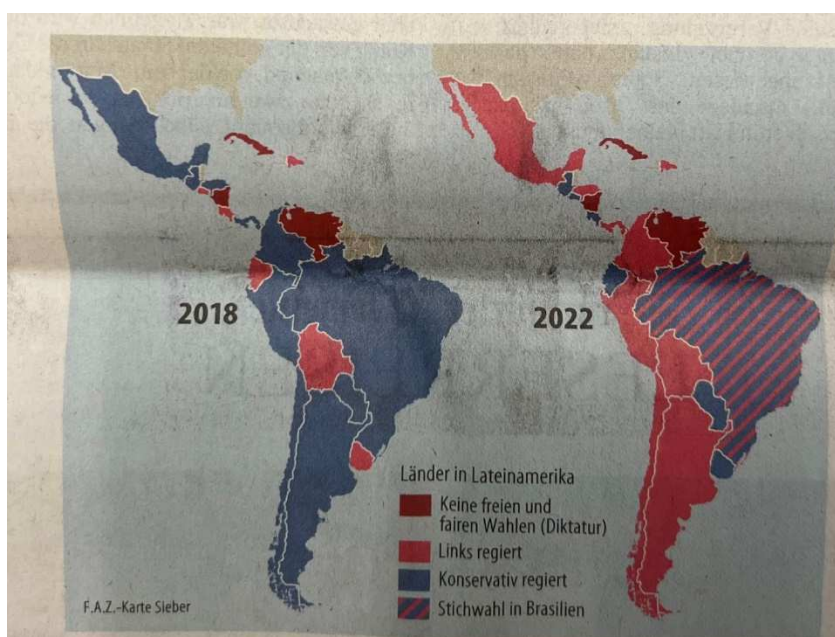 2018
2022
Länder in Lateinamerika
Keine freien und
fairen Wahlen (Diktatur)
Links regiert
Konservativ regiert
Stichwahl in Brasilien
F.A.Z.-Karte Sieber